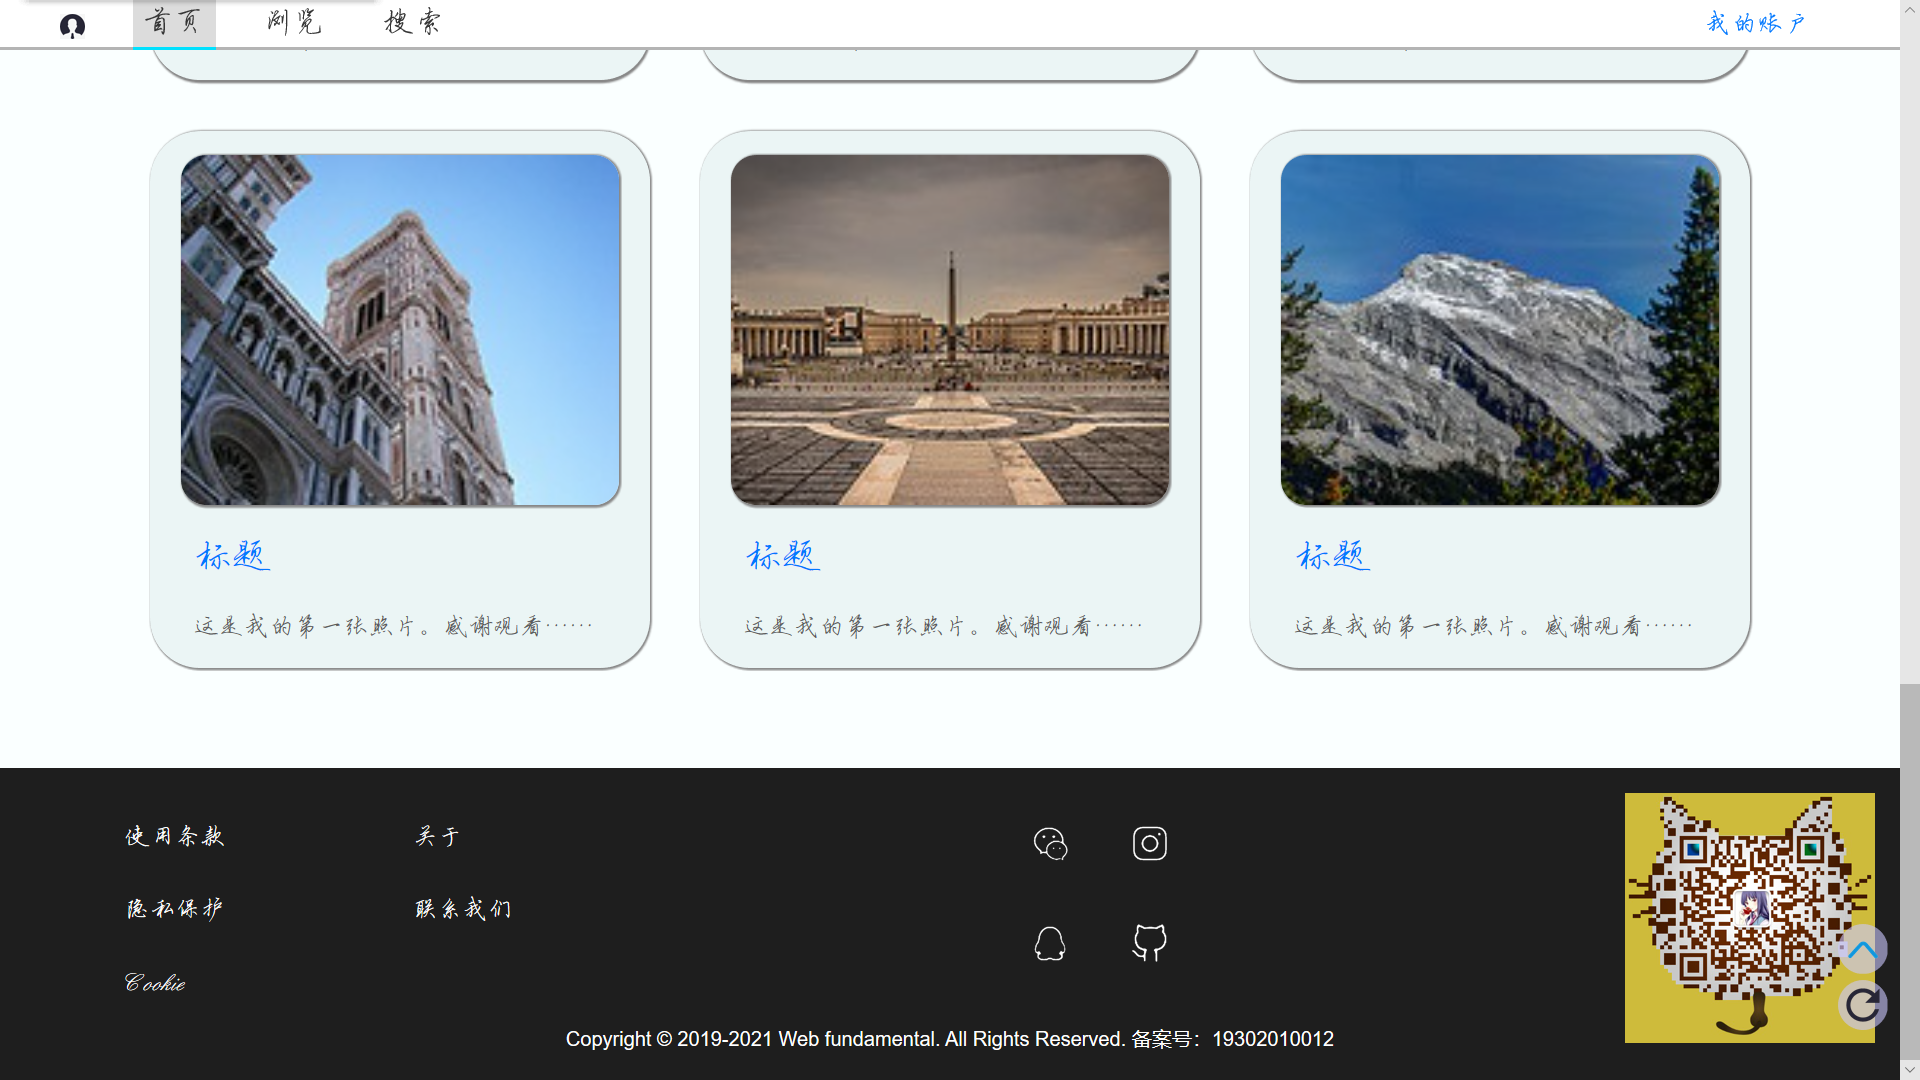 首页 浏览 搜索 我的账户
标题 标题 标题
这是我的第一张照片。感谢观看…… 这是我的第一张照片。感谢观看…… 这是我的第一张照片。感谢观看……
使用条款 关于
隐私保护 联系我们
Cookie
Copyright © 2019-2021 Web fundamental. All Rights Reserved. 备案号：19302010012